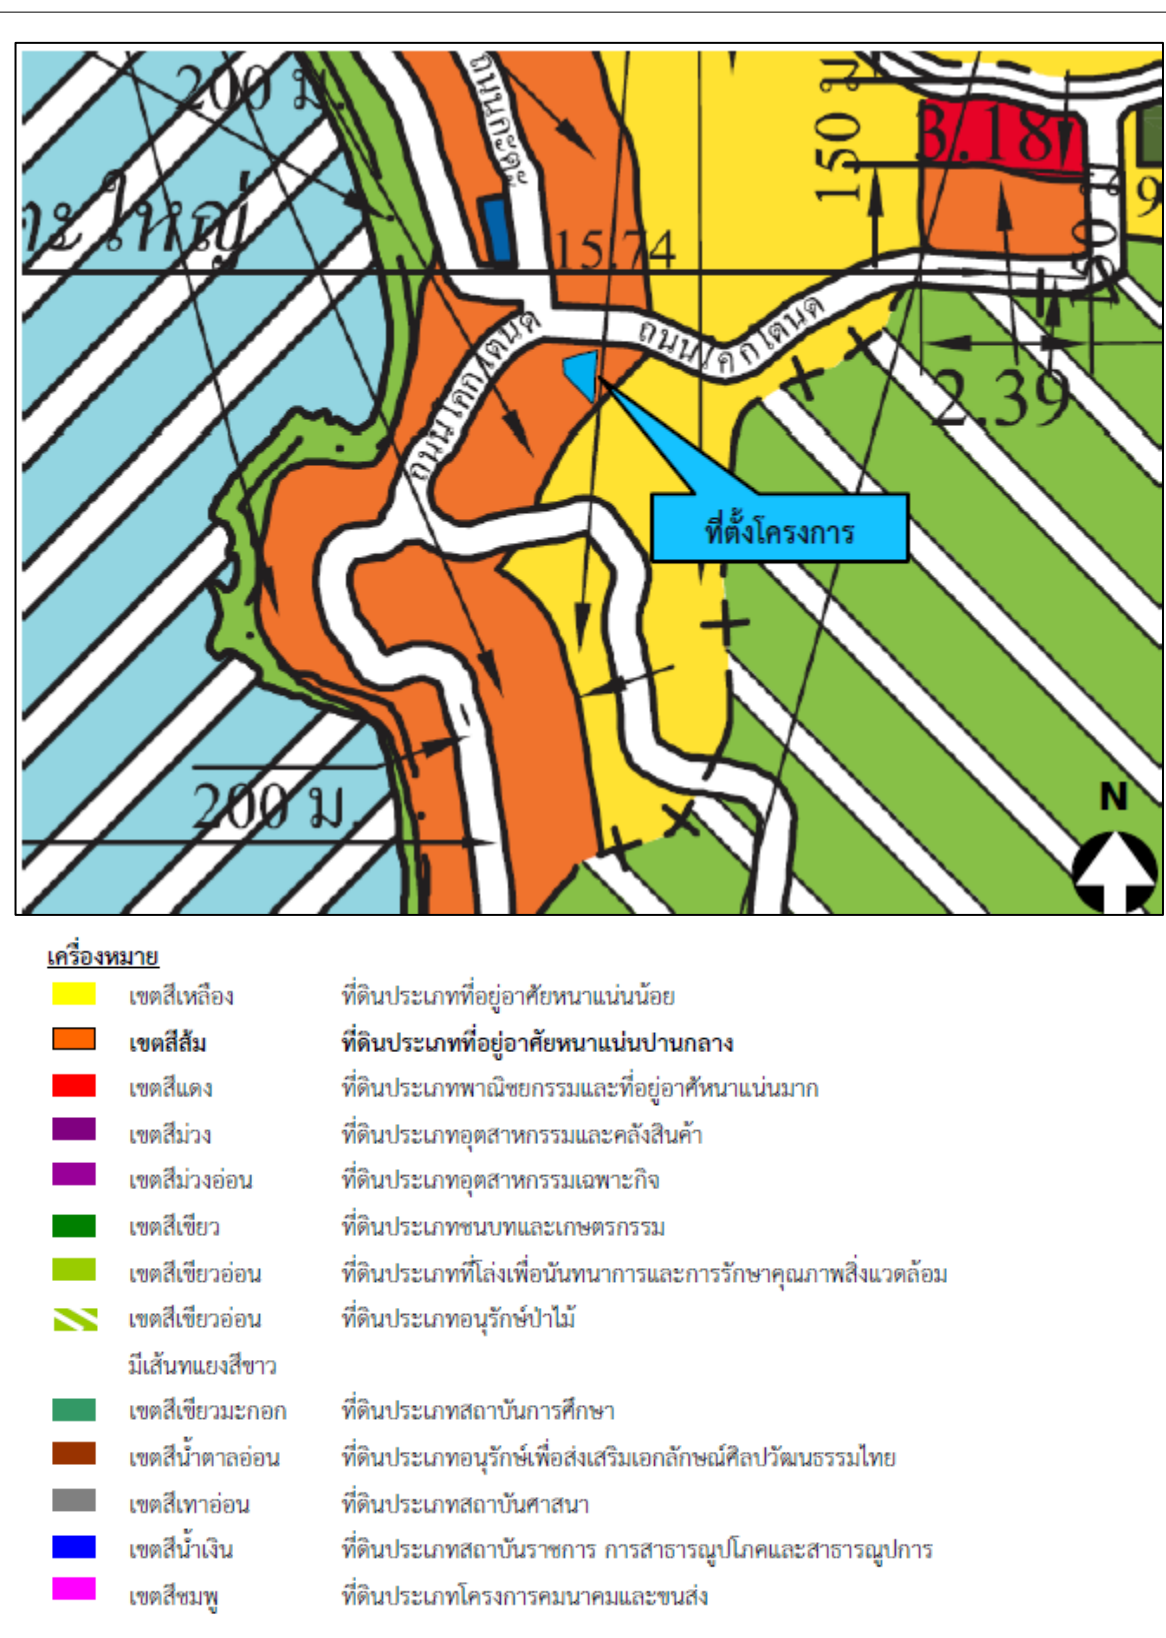 200 ม.
ถนนกะตะ
150 ม
3.18
9
ตะใหญ่
15.74
150 ม
ถนนโคกโตนด
ถนนโคกโตนด
2.39
ที่ตั้งโครงการ
200 ม.
N
เครื่องหมาย
เขตสีเหลือง ที่ดินประเภทที่อยู่อาศัยหนาแน่นน้อย
เขตสีส้ม ที่ดินประเภทที่อยู่อาศัยหนาแน่นปานกลาง
เขตสีแดง ที่ดินประเภทพาณิชยกรรมและที่อยู่อาศัหนาแน่นมาก
เขตสีม่วง ที่ดินประเภทอุตสาหกรรมและคลังสินค้า
เขตสีม่วงอ่อน ที่ดินประเภทอุตสาหกรรมเฉพาะกิจ
เขตสีเขียว ที่ดินประเภทชนบทและเกษตรกรรม
เขตสีเขียวอ่อน ที่ดินประเภทที่โล่งเพื่อนันทนาการและการรักษาคุณภาพสิ่งแวดล้อม
เขตสีเขียวอ่อน ที่ดินประเภทอนุรักษ์ป่าไม้
มีเส้นทแยงสีขาว
เขตสีเขียวมะกอก ที่ดินประเภทสถาบันการศึกษา
เขตสีน้ำตาลอ่อน ที่ดินประเภทอนุรักษ์เพื่อส่งเสริมเอกลักษณ์ศิลปวัฒนธรรมไทย
เขตสีเทาอ่อน ที่ดินประเภทสถาบันศาสนา
เขตสีน้ำเงิน ที่ดินประเภทสถาบันราชการ การสาธารณูปโภคและสาธารณูปการ
เขตสีชมพู ที่ดินประเภทโครงการคมนาคมและขนส่ง